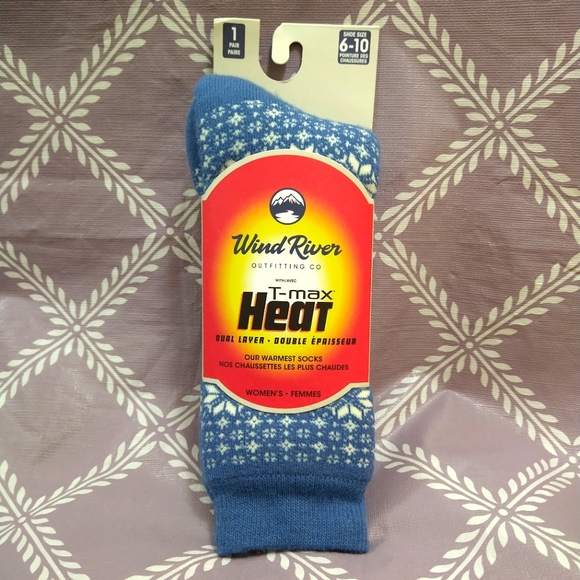 1
PAIR
PAIRE
SHOE SIZE
6-10
POINTURE DES
CHAUSSURES
Wind River
OUTFITTING CO
WITH/AVEC
T-max
Heat
DUAL LAYER • DOUBLE ÉPAISSEUR
OUR WARMEST SOCKS
NOS CHAUSSETTES LES PLUS CHAUDES
WOMEN'S • FEMMES